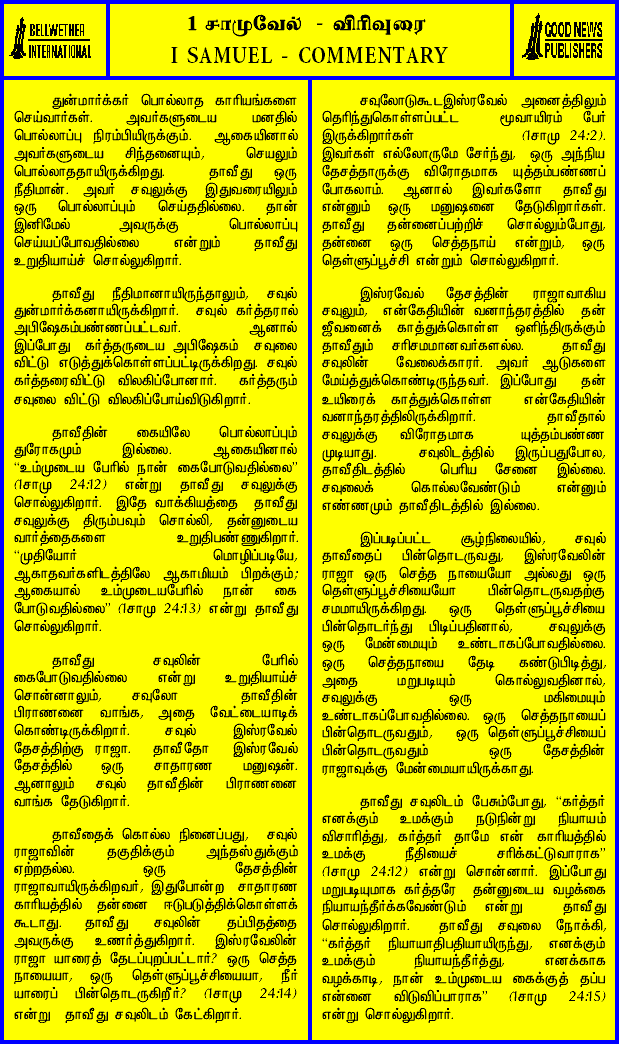 BELLWETHER
INTERNATIONAL
1 சாமுவேல் - விரிவுரை
I SAMUEL - COMMENTARY
GOOD NEWS
PUBLISHERS
துன்மார்க்கர் பொல்லாத காரியங்களை
செய்வார்கள். அவர்களுடைய மனதில்
பொல்லாப்பு நிரம்பியிருக்கும். ஆகையினால்
அவர்களுடைய சிந்தனையும், செயலும்
பொல்லாததாயிருக்கிறது. தாவீது ஒரு
நீதிமான். அவர் சவுலுக்கு இதுவரையிலும்
ஒரு பொல்லாப்பும் செய்ததில்லை. தான்
இனிமேல் அவருக்கு பொல்லாப்பு
செய்யப்போவதில்லை என்றும் தாவீது
உறுதியாய்ச் சொல்லுகிறார்.
தாவீது நீதிமானாயிருந்தாலும், சவுல்
துன்மார்க்கனாயிருக்கிறார். சவுல் கர்த்தரால்
அபிஷேகம்பண்ணப்பட்டவர். ஆனால்
இப்போது கர்த்தருடைய அபிஷேகம் சவுலை
விட்டு எடுத்துக்கொள்ளப்பட்டிருக்கிறது. சவுல்
கர்த்தரைவிட்டு விலகிப்போனார். கர்த்தரும்
சவுலை விட்டு விலகிப்போய்விடுகிறார்.
தாவீதின் கையிலே பொல்லாப்பும்
துரோகமும் இல்லை. ஆகையினால்
“உம்முடைய பேரில் நான் கைபோடுவதில்லை”
(1சாமு 24:12) என்று தாவீது சவுலுக்கு
சொல்லுகிறார். இதே வாக்கியத்தை தாவீது
சவுலுக்கு திரும்பவும் சொல்லி, தன்னுடைய
வார்த்தைகளை உறுதிபண்ணுகிறார்.
“முதியோர் மொழிப்படியே,
ஆகாதவர்களிடத்திலே ஆகாமியம் பிறக்கும்;
ஆகையால் உம்முடையபேரில் நான் கை
போடுவதில்லை” (1சாமு 24:13) என்று தாவீது
சொல்லுகிறார்.
தாவீது சவுலின் பேரில்
கைபோடுவதில்லை என்று உறுதியாய்ச்
சொன்னாலும், சவுலோ தாவீதின்
பிராணனை வாங்க, அதை வேட்டையாடிக்
கொண்டிருக்கிறார். சவுல் இஸ்ரவேல்
தேசத்திற்கு ராஜா. தாவீதோ இஸ்ரவேல்
தேசத்தில் ஒரு சாதாரண மனுஷன்.
ஆனாலும் சவுல் தாவீதின் பிராணனை
வாங்க தேடுகிறார்.
தாவீதைக் கொல்ல நினைப்பது, சவுல்
ராஜாவின் தகுதிக்கும் அந்தஸ்துக்கும்
ஏற்றதல்ல. ஒரு தேசத்தின்
ராஜாவாயிருக்கிறவர், இதுபோன்ற சாதாரண
காரியத்தில் தன்னை ஈடுபடுத்திக்கொள்ளக்
கூடாது. தாவீது சவுலின் தப்பிதத்தை
அவருக்கு உணர்த்துகிறார். இஸ்ரவேலின்
ராஜா யாரைத் தேடப்புறப்பட்டார்? ஒரு செத்த
நாயையா, ஒரு தெள்ளுப்பூச்சியையா, நீர்
யாரைப் பின்தொடருகிறீர்? (1சாமு 24:14)
என்று தாவீது சவுலிடம் கேட்கிறார்.
சவுலோடுகூடஇஸ்ரவேல் அனைத்திலும்
தெரிந்துகொள்ளப்பட்ட மூவாயிரம் பேர்
இருக்கிறார்கள் (1சாமு 24:2).
இவர்கள் எல்லோருமே சேர்ந்து, ஒரு அந்நிய
தேசத்தாருக்கு விரோதமாக யுத்தம்பண்ணப்
போகலாம். ஆனால் இவர்களோ தாவீது
என்னும் ஒரு மனுஷனை தேடுகிறார்கள்.
தாவீது தன்னைப்பற்றிச் சொல்லும்போது,
தன்னை ஒரு செத்தநாய் என்றும், ஒரு
தெள்ளுப்பூச்சி என்றும் சொல்லுகிறார்.
இஸ்ரவேல் தேசத்தின் ராஜாவாகிய
சவுலும், என்கேதியின் வனாந்தரத்தில் தன்
ஜீவனைக் காத்துக்கொள்ள ஒளிந்திருக்கும்
தாவீதும் சரிசமமானவர்களல்ல. தாவீது
சவுலின் வேலைக்காரர். அவர் ஆடுகளை
மேய்த்துக்கொண்டிருந்தவர். இப்போது தன்
உயிரைக் காத்துக்கொள்ள என்கேதியின்
வனாந்தரத்திலிருக்கிறார். தாவீதால்
சவுலுக்கு விரோதமாக யுத்தம்பண்ண
முடியாது. சவுலிடத்தில் இருப்பதுபோல,
தாவீதிடத்தில் பெரிய சேனை இல்லை.
சவுலைக் கொல்லவேண்டும் என்னும்
எண்ணமும் தாவீதிடத்தில் இல்லை.
இப்படிப்பட்ட சூழ்நிலையில், சவுல்
தாவீதைப் பின்தொடருவது, இஸ்ரவேலின்
ராஜா ஒரு செத்த நாயையோ அல்லது ஒரு
தெள்ளுப்பூச்சியையோ பின்தொடருவதற்கு
சமமாயிருக்கிறது. ஒரு தெள்ளுப்பூச்சியை
பின்தொடர்ந்து பிடிப்பதினால், சவுலுக்கு
ஒரு மேன்மையும் உண்டாகப்போவதில்லை.
ஒரு செத்தநாயை தேடி கண்டுபிடித்து,
அதை மறுபடியும் கொல்லுவதினால்,
சவுலுக்கு ஒரு மகிமையும்
உண்டாகப்போவதில்லை. ஒரு செத்தநாயைப்
பின்தொடருவதும், ஒரு தெள்ளுப்பூச்சியைப்
பின்தொடருவதும் ஒரு தேசத்தின்
ராஜாவுக்கு மேன்மையாயிருக்காது.
தாவீது சவுலிடம் பேசும்போது, “கர்த்தர்
எனக்கும் உமக்கும் நடுநின்று நியாயம்
விசாரித்து, கர்த்தர் தாமே என் காரியத்தில்
உமக்கு நீதியைச் சரிக்கட்டுவாராக”
(1சாமு 24:12) என்று சொன்னார். இப்போது
மறுபடியுமாக கர்த்தரே தன்னுடைய வழக்கை
நியாயந்தீர்க்கவேண்டும் என்று தாவீது
சொல்லுகிறார். தாவீது சவுலை நோக்கி,
“கர்த்தர் நியாயாதிபதியாயிருந்து, எனக்கும்
உமக்கும் நியாயந்தீர்த்து, எனக்காக
வழக்காடி, நான் உம்முடைய கைக்குத் தப்ப
என்னை விடுவிப்பாராக” (1சாமு 24:15)
என்று சொல்லுகிறார்.